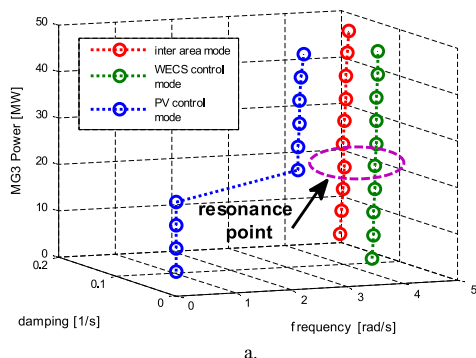 MG3 Power [MW]
50
40
30
20
10
0
inter area mode
WECS control
mode
PV control
mode
resonance
point
0.2
0.1
0
damping [1/s]
0
1
2
3
4
5
frequency [rad/s]
a.